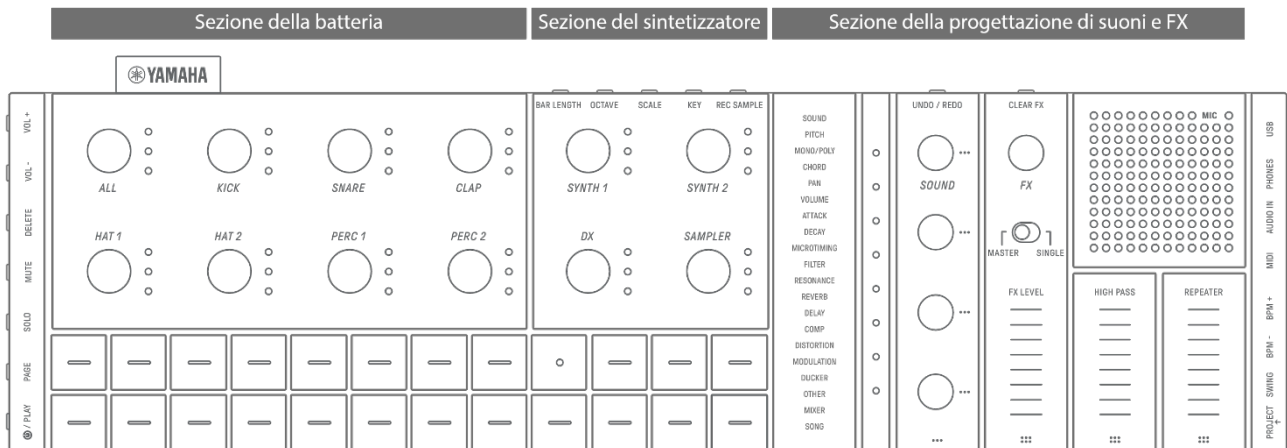 Sezione della batteria
Sezione del sintetizzatore
Sezione della progettazione di suoni e FX
YAMAHA
VOL +
VOL -
DELETE
MUTE
SOLO
PAGE
/ PLAY
ALL
KICK
SNARE
CLAP
HAT 1
HAT 2
PERC 1
PERC 2
BAR LENGTH OCTAVE SCALE KEY REC SAMPLE
SYNTH 1
SYNTH 2
DX
SAMPLER
SOUND
PITCH
MONO/POLY
CHORD
PAN
VOLUME
ATTACK
DECAY
MICROTIMING
FILTER
RESONANCE
REVERB
DELAY
COMP
DISTORTION
MODULATION
DUCKER
OTHER
MIXER
SONG
UNDO / REDO
SOUND
CLEAR FX
FX
MASTER SINGLE
FX LEVEL
MIC
HIGH PASS
REPEATER
USB
PHONES
AUDIO IN
MIDI
BPM +
BPM -
SWING
PROJECT